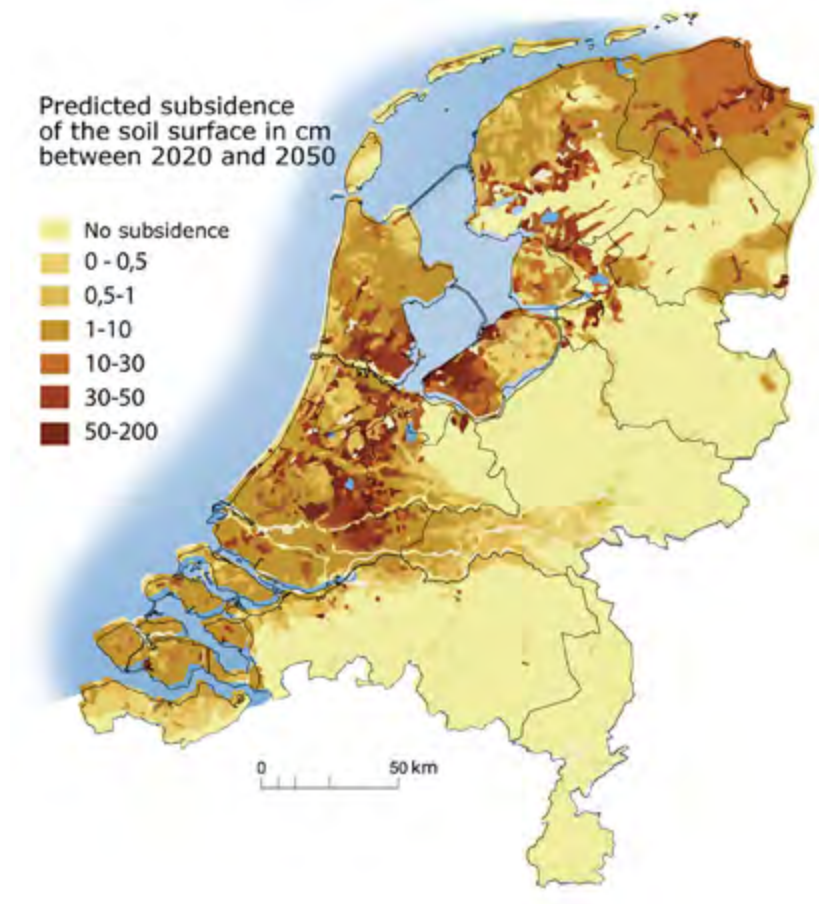 Predicted subsidence
of the soil surface in cm
between 2020 and 2050
No subsidence
0 - 0,5
0,5-1
1-10
10-30
30-50
50-200
0 50 km